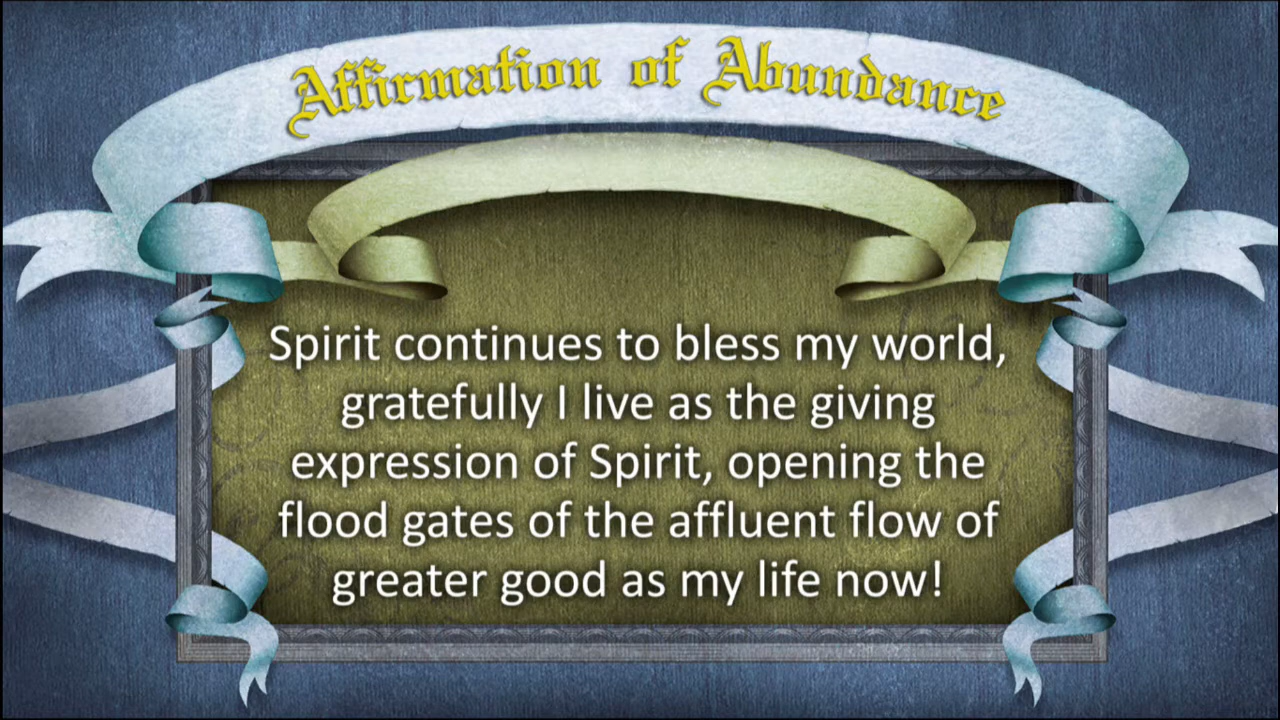 Affirmation of Abundance
Spirit continues to bless my world,
gratefully I live as the giving
expression of Spirit, opening the
flood gates of the affluent flow of
greater good as my life now!